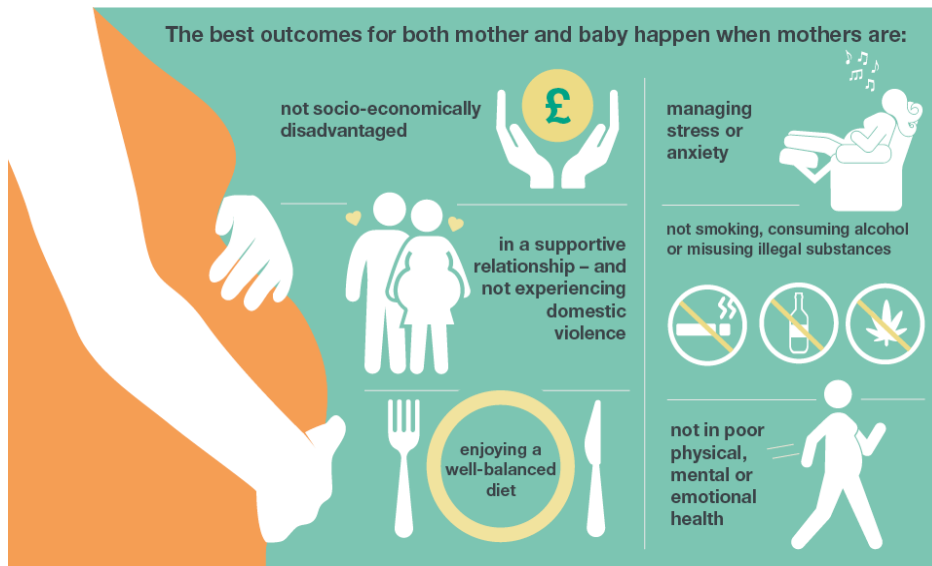 The best outcomes for both mother and baby happen when mothers are:
not socio-economically
disadvantaged
£
in a supportive
relationship – and
not experiencing
domestic
violence
enjoying a
well-balanced
diet
managing
stress or
anxiety
not smoking, consuming alcohol
or misusing illegal substances
not in poor
physical,
mental or
emotional
health